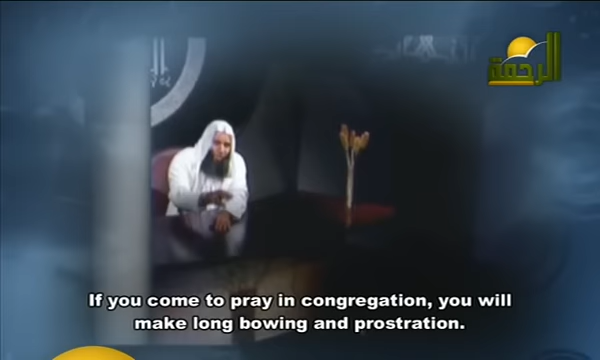 الرحمة
If you come to pray in congregation, you will
make long bowing and prostration.